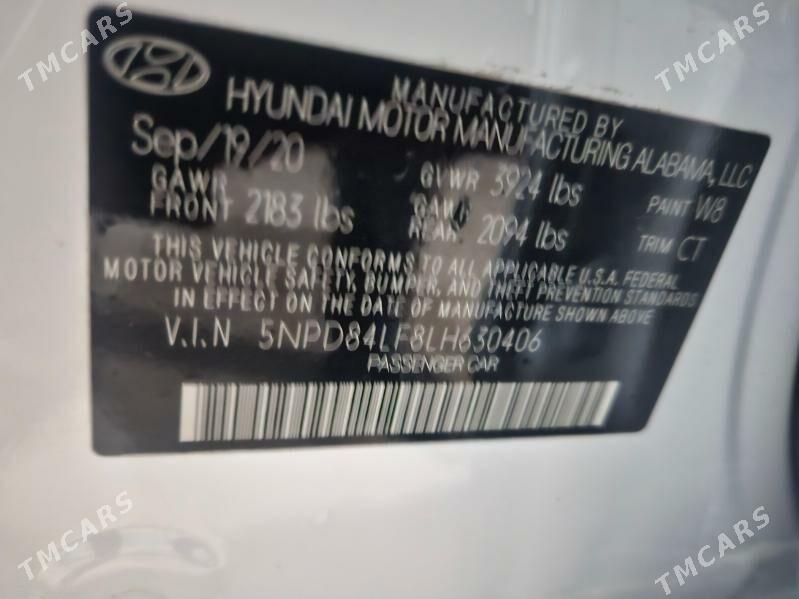 TMCARS
TMCARS
MANUFACTURED BY
HYUNDAI MOTOR MANUFACTURING ALABAMA, LLC
Sep/19/20
GAWR
FRONT 2183 lbs
GVWR 3924 lbs
GAWR
REAR 2094 lbs
PAINT W8
TRIM CT
THIS VEHICLE CONFORMS TO ALL APPLICABLE U.S.A. FEDERAL
MOTOR VEHICLE SAFETY, BUMPER, AND THEFT PREVENTION STANDARDS
IN EFFECT ON THE DATE OF MANUFACTURE SHOWN ABOVE.
V.I.N 5NPD84LF8LH630406
PASSENGER CAR
TMCARS
TMCARS
TMCARS